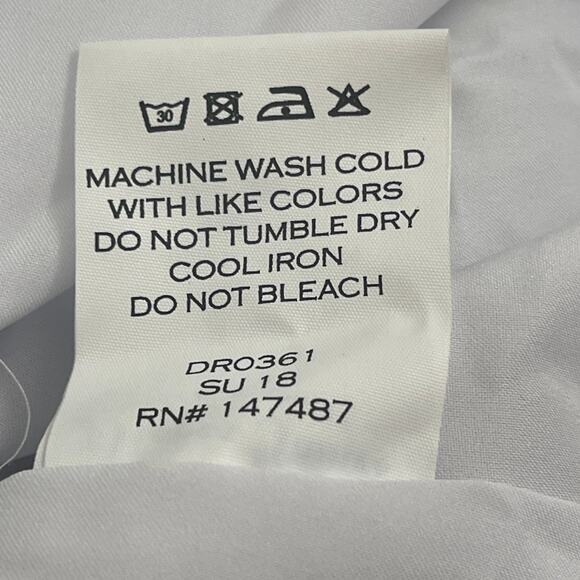 30
MACHINE WASH COLD
WITH LIKE COLORS
DO NOT TUMBLE DRY
COOL IRON
DO NOT BLEACH
DR0361
SU 18
RN# 147487